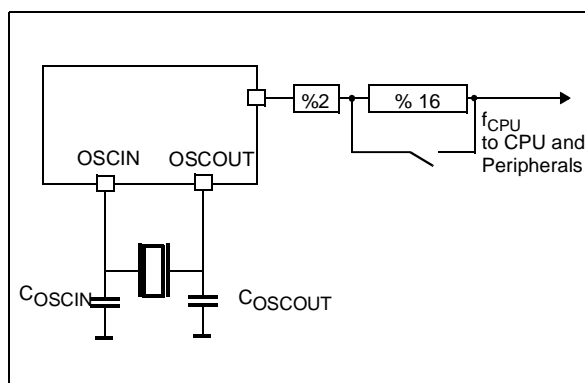 %2
% 16
fCPU
to CPU and
Peripherals
OSCIN
OSCOUT
COSCIN
COSCOUT